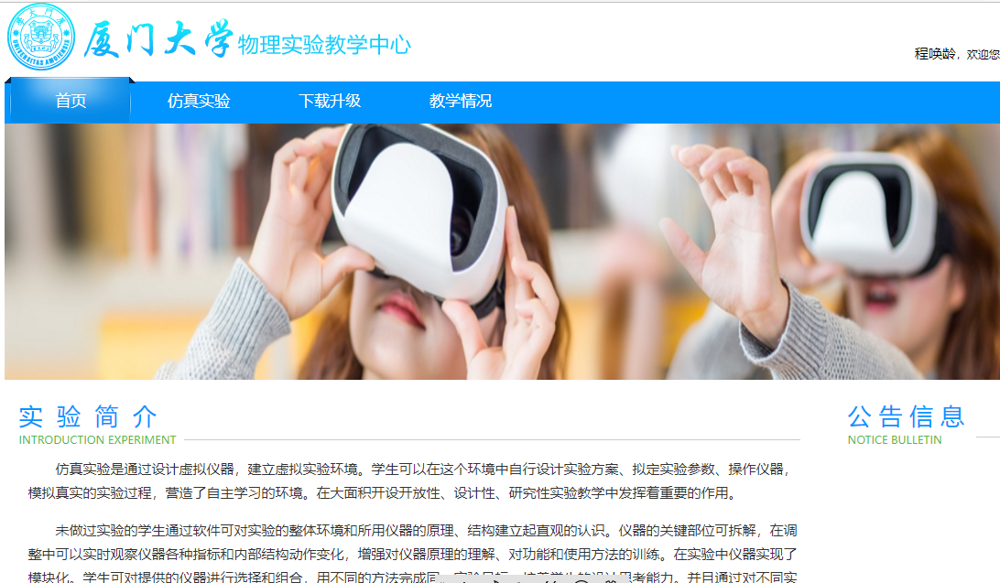 厦门大学物理实验教学中心
UNIVERSITAS AMOIENSIS
程唤龄，欢迎您
首页 仿真实验 下载升级 教学情况
实验简介
INTRODUCTION EXPERIMENT
公告信息
NOTICE BULLETIN
仿真实验是通过设计虚拟仪器，建立虚拟实验环境。学生可以在这个环境中自行设计实验方案、拟定实验参数、操作仪器，
模拟真实的实验过程，营造了自主学习的环境。在大面积开设开放性、设计性、研究性实验教学中发挥着重要的作用。
未做过实验的学生通过软件可对实验的整体环境和所用仪器的原理、结构建立起直观的认识。仪器的关键部位可拆解，在调
整中可以实时观察仪器各种指标和内部结构动作变化，增强对仪器原理的理解、对功能和使用方法的训练。在实验中仪器实现了
模块化。学生可对提供的仪器进行选择和组合，用不同的方法完成同一实验目标，培养学生的设计思考能力。并且通过对不同实